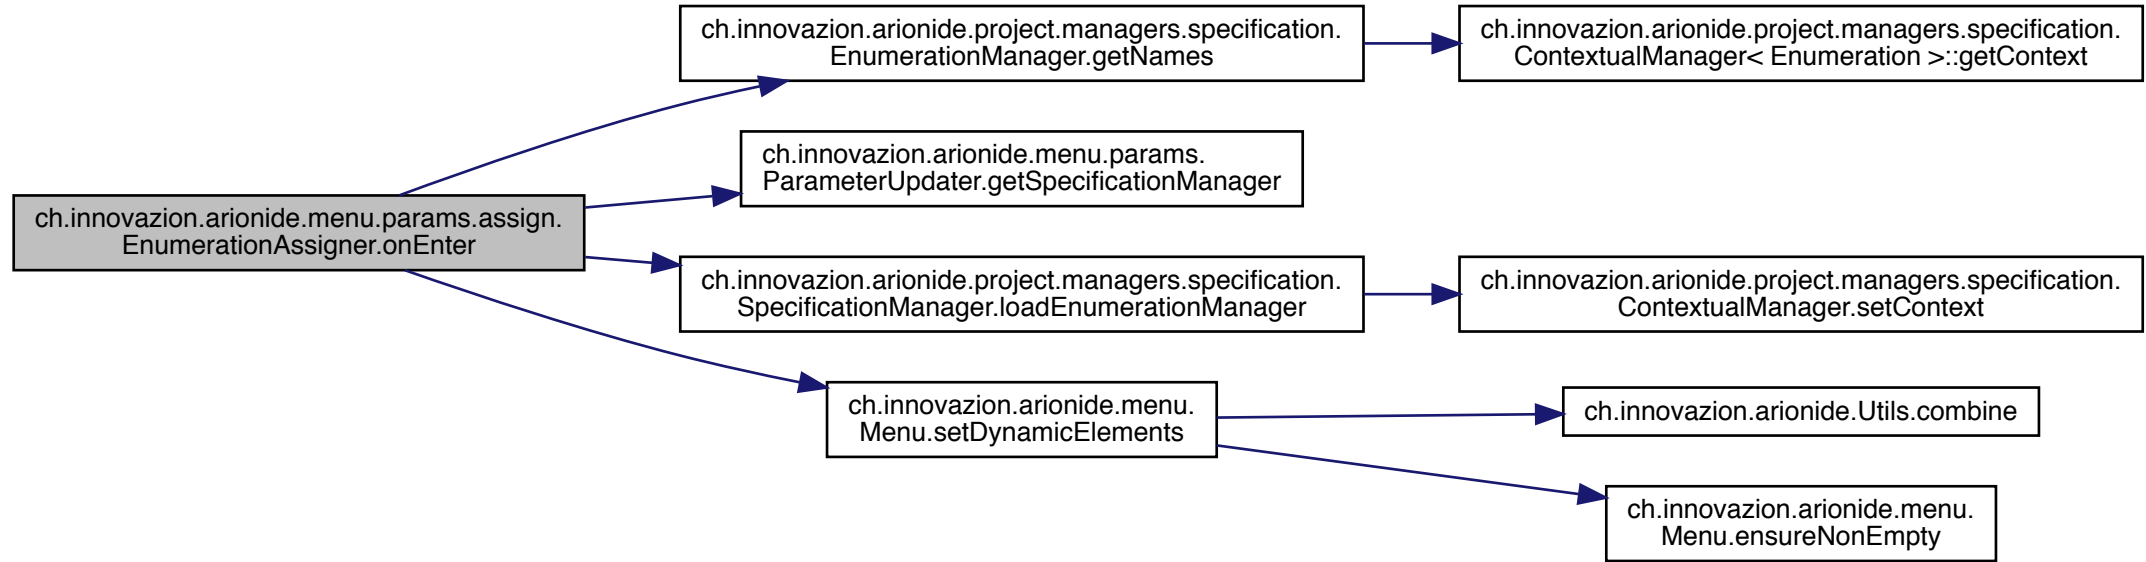 ch.innovazion.arionide.project.managers.specification.
EnumerationManager.getNames
ch.innovazion.arionide.project.managers.specification.
ContextualManager< Enumeration >::getContext
ch.innovazion.arionide.menu.params.
ParameterUpdater.getSpecificationManager
ch.innovazion.arionide.menu.params.assign.
EnumerationAssigner.onEnter
ch.innovazion.arionide.project.managers.specification.
SpecificationManager.loadEnumerationManager
ch.innovazion.arionide.project.managers.specification.
ContextualManager.setContext
ch.innovazion.arionide.menu.
Menu.setDynamicElements
ch.innovazion.arionide.Utils.combine
ch.innovazion.arionide.menu.
Menu.ensureNonEmpty